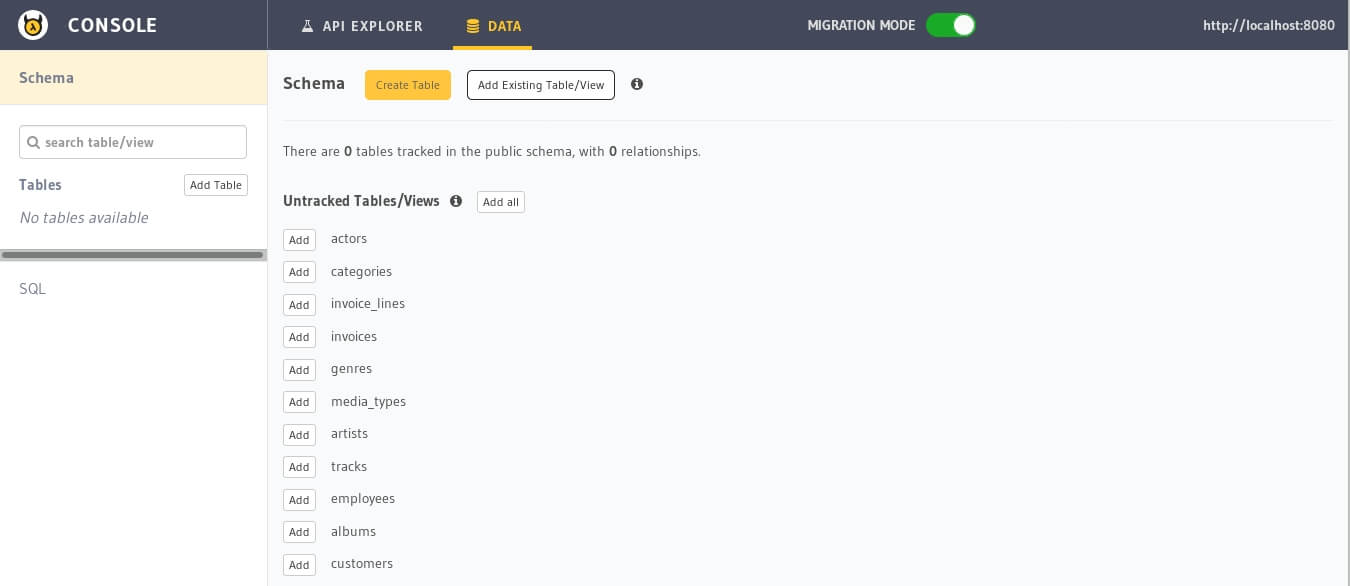 CONSOLE
API EXPLORER
DATA
MIGRATION MODE
http://localhost:8080
Schema
search table/view
Tables
Add Table
No tables available
SQL
Schema
Create Table
Add Existing Table/View
There are 0 tables tracked in the public schema, with 0 relationships.
Untracked Tables/Views
Add all
Add actors
Add categories
Add invoice_lines
Add invoices
Add genres
Add media_types
Add artists
Add tracks
Add employees
Add albums
Add customers